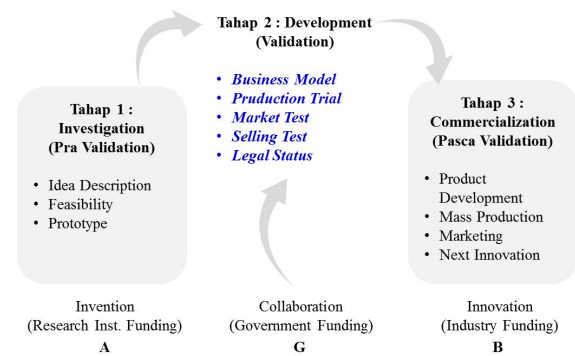 Tahap 1 :
Investigation
(Pra Validation)
• Idea Description
• Feasibility
• Prototype
Invention
(Research Inst. Funding)
A
Tahap 2 : Development
(Validation)
• Business Model
• Pruduction Trial
• Market Test
• Selling Test
• Legal Status
Collaboration
(Government Funding)
G
Tahap 3 :
Commercialization
(Pasca Validation)
• Product
Development
• Mass Production
• Marketing
• Next Innovation
Innovation
(Industry Funding)
B